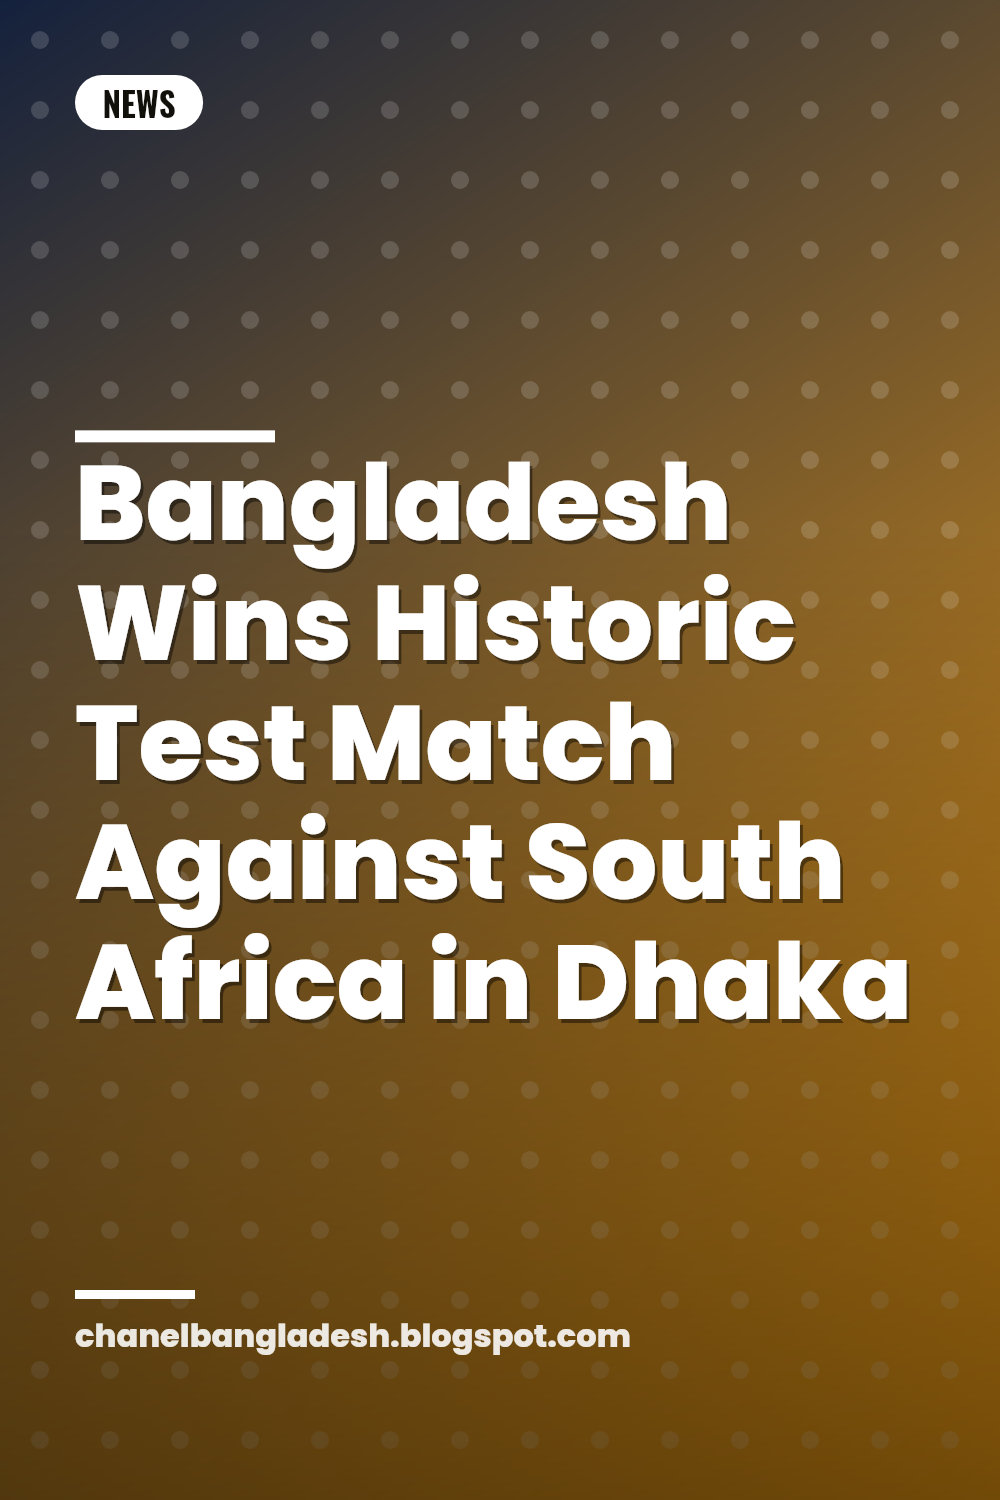 NEWS
Bangladesh
Wins Historic
Test Match
Against South
Africa in Dhaka
chanelbangladesh.blogspot.com